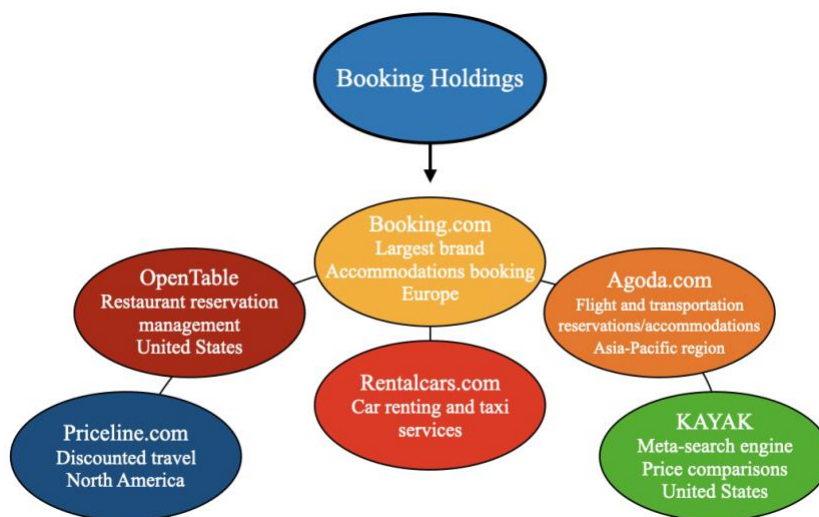 Booking Holdings
Booking.com
Largest brand
Accommodations booking
Europe
OpenTable
Restaurant reservation
management
United States
Agoda.com
Flight and transportation
reservations/accommodations
Asia-Pacific region
Rentalcars.com
Car renting and taxi
services
Priceline.com
Discounted travel
North America
KAYAK
Meta-search engine
Price comparisons
United States